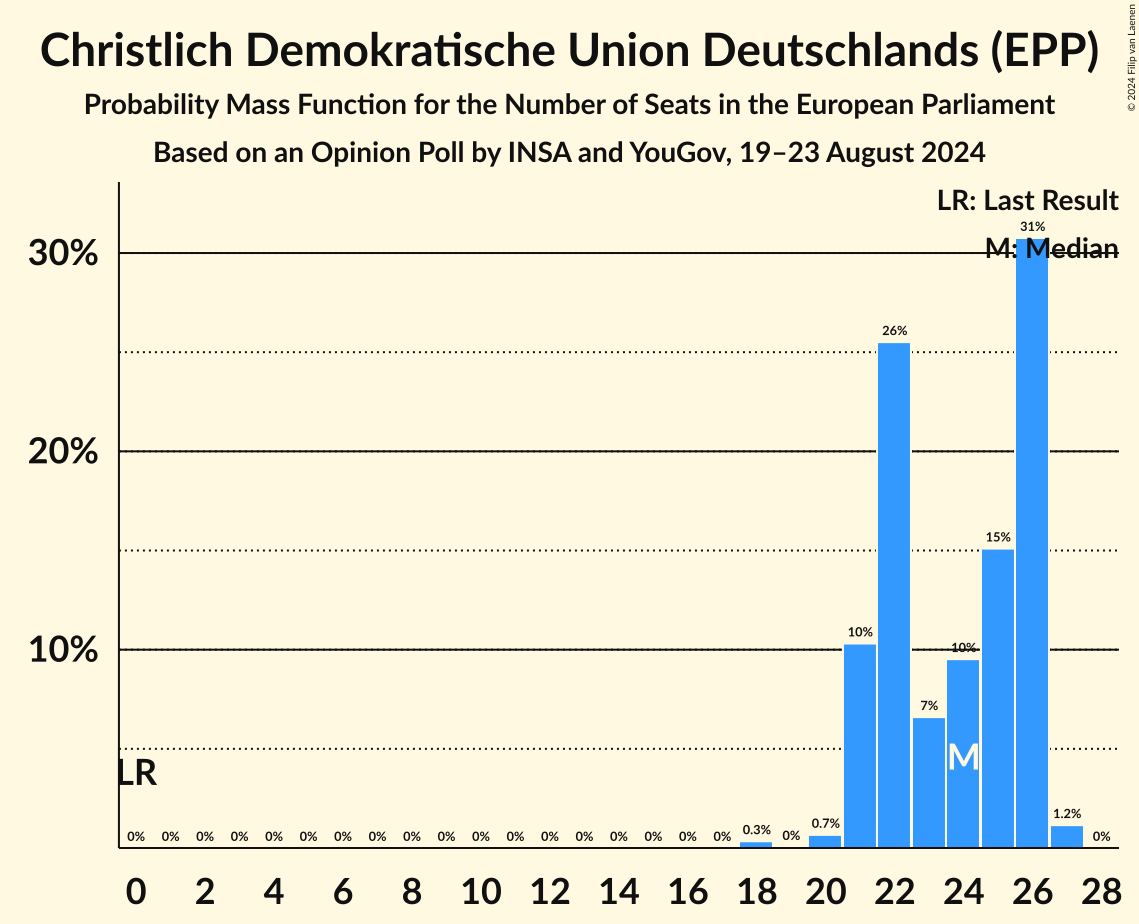 Christlich Demokratische Union Deutschlands (EPP)
Probability Mass Function for the Number of Seats in the European Parliament
Based on an Opinion Poll by INSA and YouGov, 19–23 August 2024
© 2024 Filip van Laenen
LR: Last Result
M: Median
30%
20%
10%
31%
26%
15%
10%
10%
7%
M
LR
0% 0% 0% 0% 0% 0% 0% 0% 0% 0% 0% 0% 0% 0% 0% 0% 0% 0% 0.3% 0% 0.7% 1.2% 0%
0 2 4 6 8 10 12 14 16 18 20 22 24 26 28